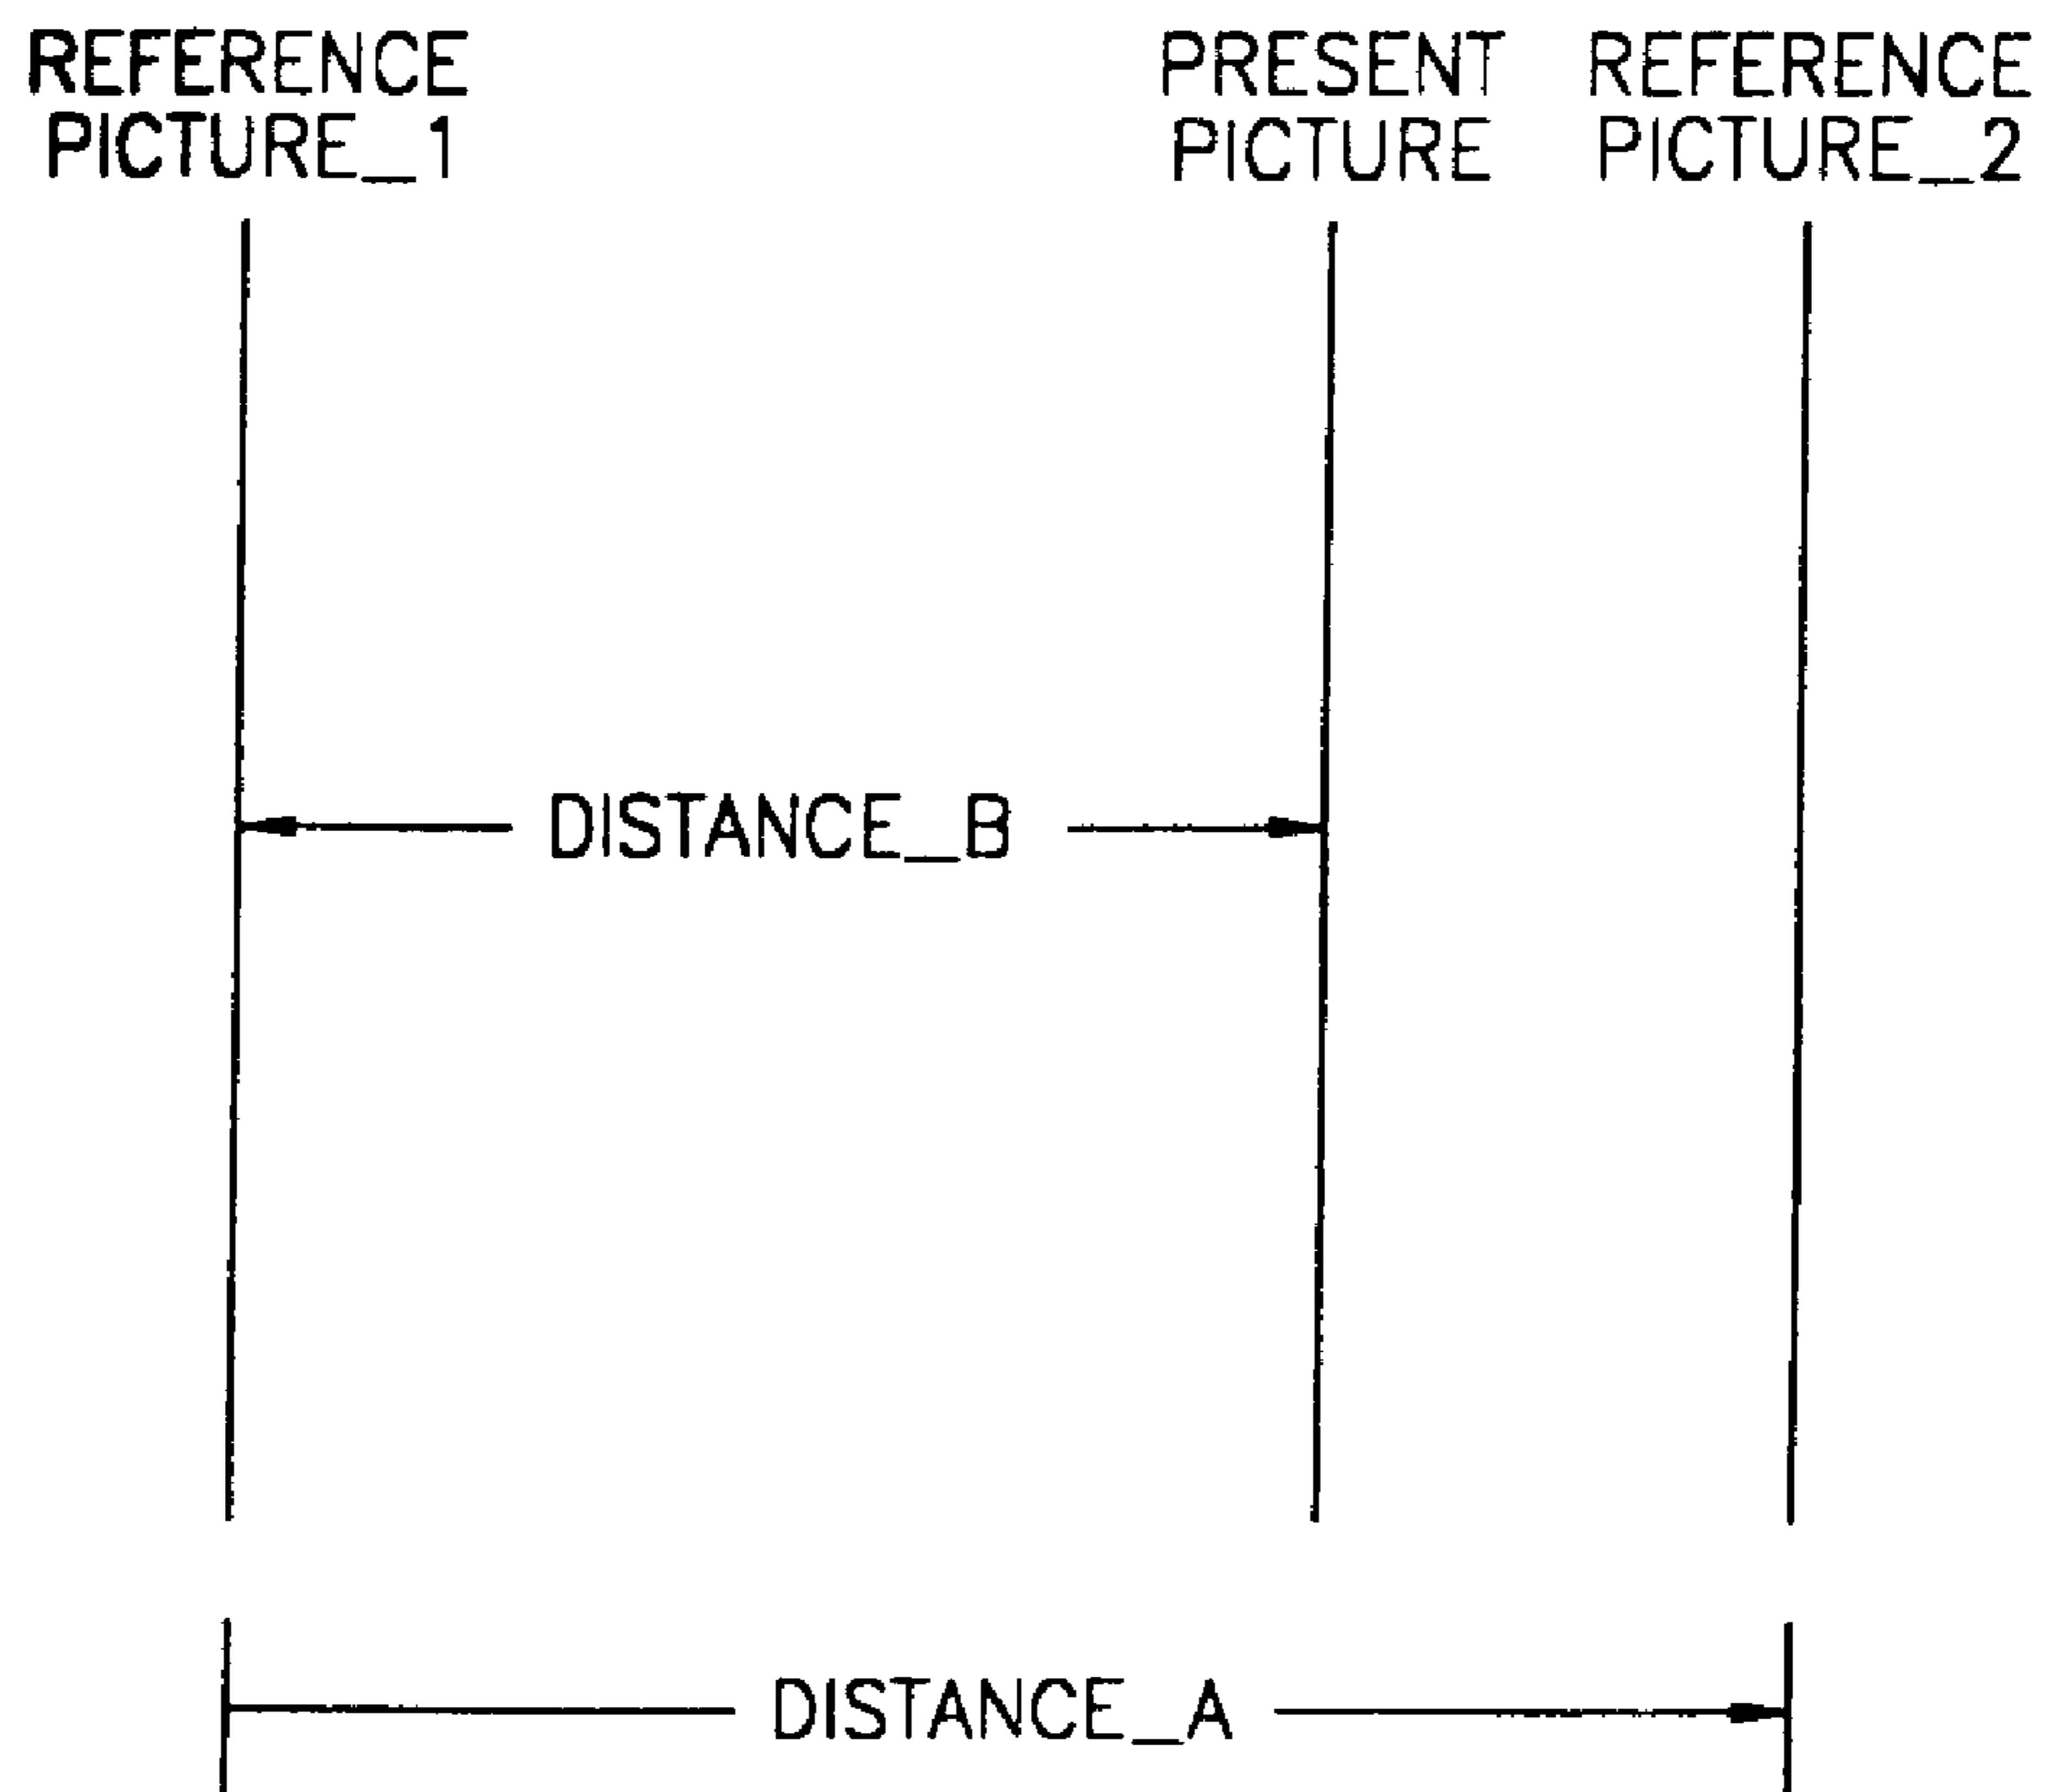 REFERENCE
PICTURE_1
PRESENT
PICTURE
REFERENCE
PICTURE_2
DISTANCE_B
DISTANCE_A